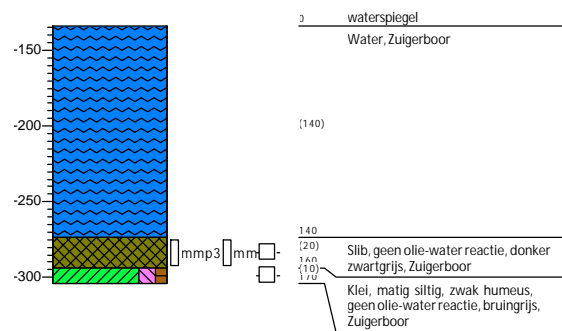 0 waterspiegel
Water, Zuigerboor
-150
(140)
-200
-250
140
(20)
mmp3 mm
Slib, geen olie-water reactie, donker
zwartgrijs, Zuigerboor
160
(10)
-300
170
Klei, matig siltig, zwak humeus,
geen olie-water reactie, bruingrijs,
Zuigerboor